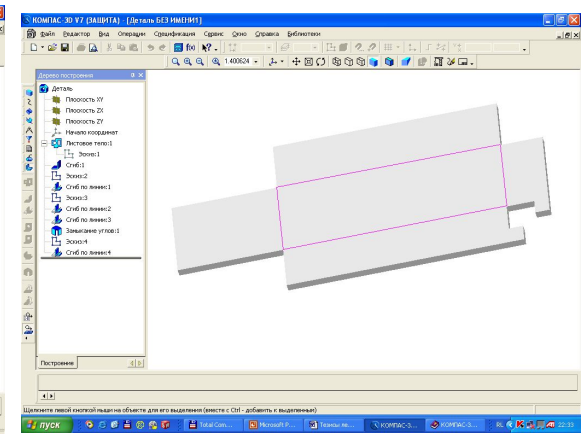 КОМПАС-3D V7 (ЗАЩИТА) - [Деталь БЕЗ ИМЕНИ1]
Файл Редактор Вид Операции Спецификация Сервис Окно Справка Библиотеки
f(x)
1.400624
Дерево построения
Деталь
Плоскость XY
Плоскость ZX
Плоскость ZY
Начало координат
Листовое тело:1
Эскиз:1
Сгиб:1
Эскиз:2
Сгиб по линии:1
Эскиз:3
Сгиб по линии:2
Сгиб по линии:3
Замыкание углов:1
Эскиз:4
Сгиб по линии:4
Построение
Щелкните левой кнопкой мыши на объекте для его выделения (вместе с Ctrl - добавить к выделенным)
пуск
Total Com...
Microsoft P...
Тезисы ле...
КОМПАС-3...
КОМПАС-3...
RL
22:33